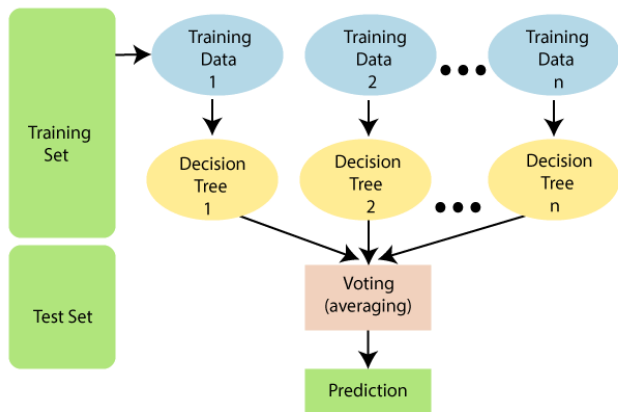 Training
Set
Test Set
Training
Data
1
Training
Data
2
Training
Data
n
Decision
Tree
1
Decision
Tree
2
Decision
Tree
n
Voting
(averaging)
Prediction